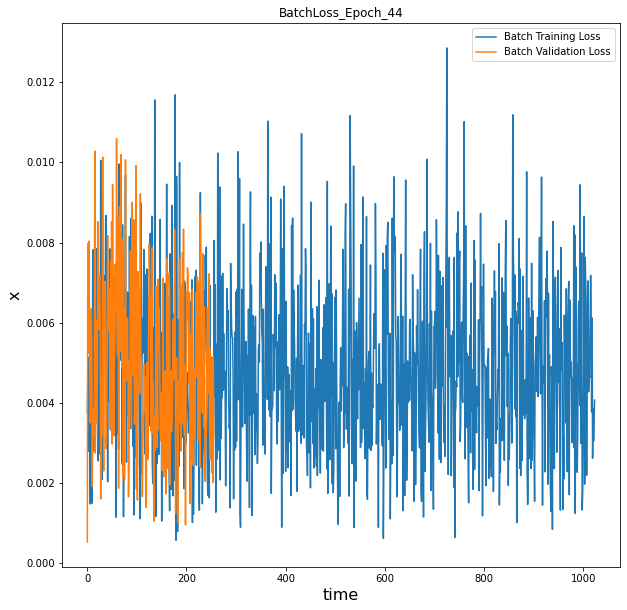 BatchLoss_Epoch_44
Batch Training Loss
Batch Validation Loss
0.012
0.010
0.008
0.006
0.004
0.002
0.000
x
0 200 400 600 800 1000
time